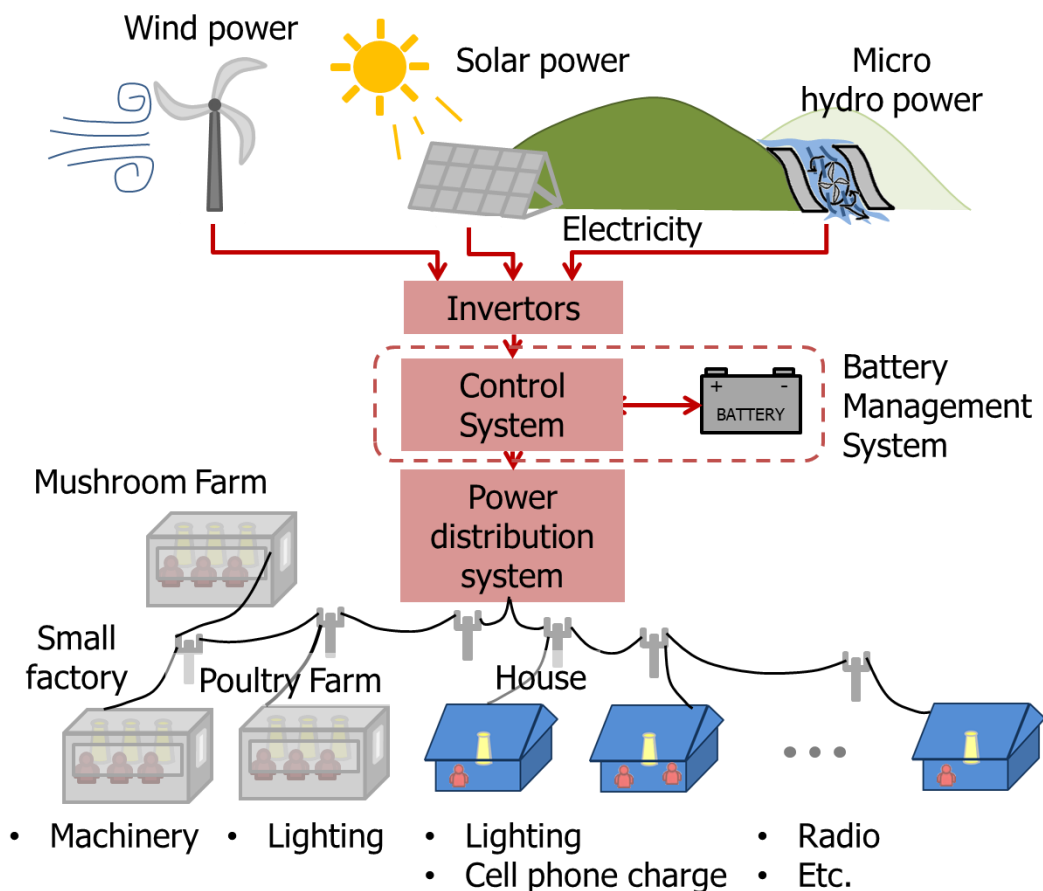 Wind power
Solar power
Micro
hydro power
Electricity
Invertors
Control
System
+ -
BATTERY
Battery
Management
System
Mushroom Farm
Power
distribution
system
Small
factory
Poultry Farm
House
• Machinery
• Lighting
• Lighting
• Cell phone charge
• Radio
• Etc.